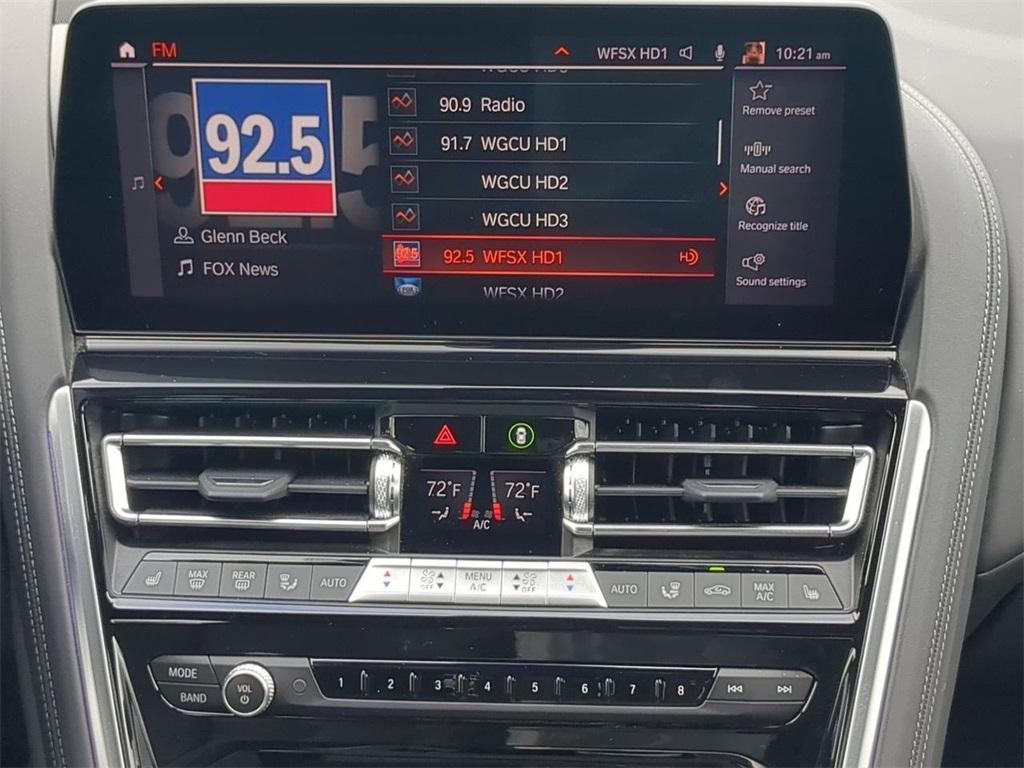 FM
WFSX HD1
10:21 am
92.5
Glenn Beck
FOX News
WGCU HD3
90.9 Radio
91.7 WGCU HD1
WGCU HD2
WGCU HD3
92.5 WFSX HD1 HD
WFSX HD2
Remove preset
Manual search
Recognize title
Sound settings
72°F
72°F
A/C
MAX
REAR
AUTO
OFF
MENU
A/C
OFF
AUTO
MAX
A/C
MODE
BAND
VOL
1 2 3 4 5 6 7 8